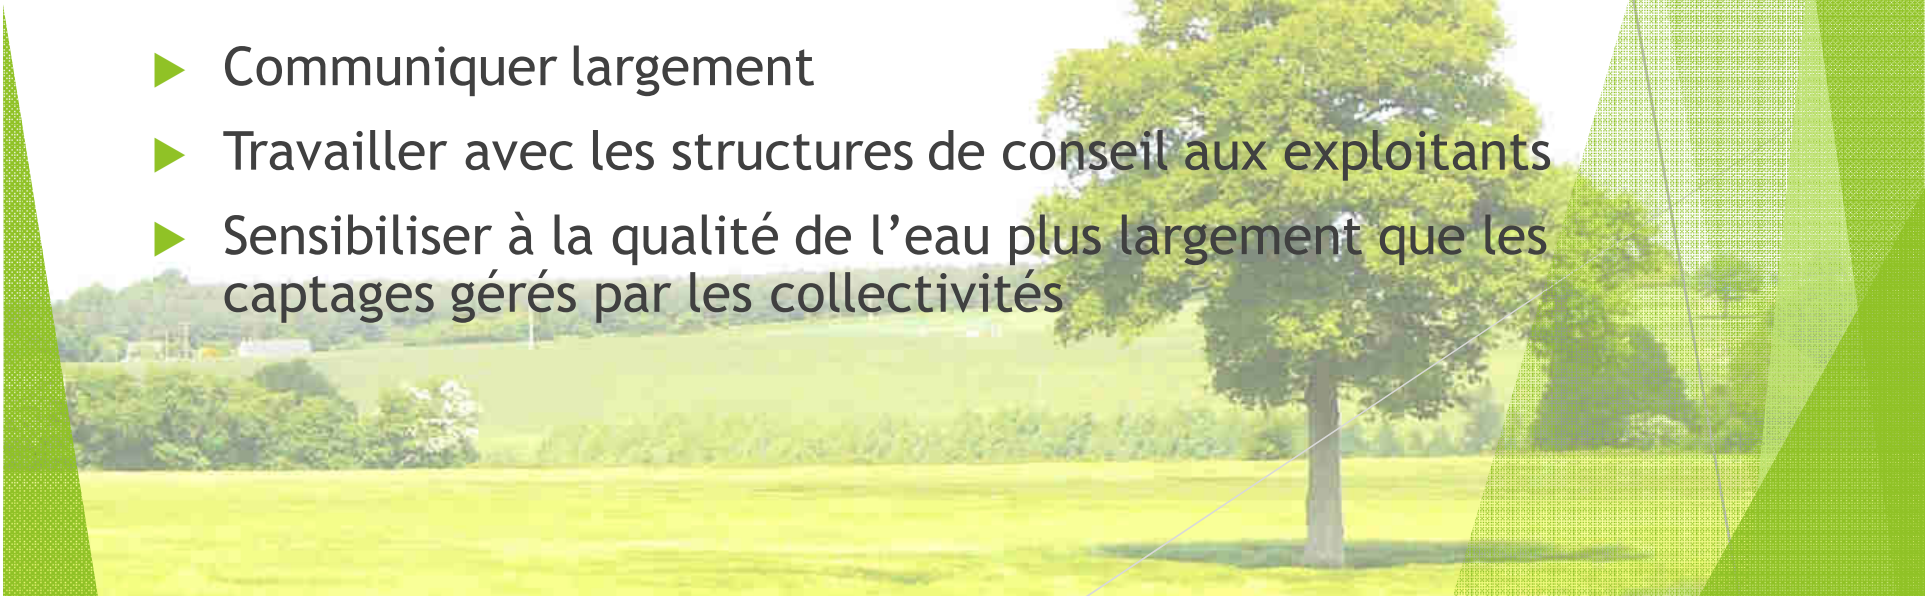 Communiquer largement
Travailler avec les structures de conseil aux exploitants
Sensibiliser à la qualité de l’eau plus largement que les
captages gérés par les collectivités